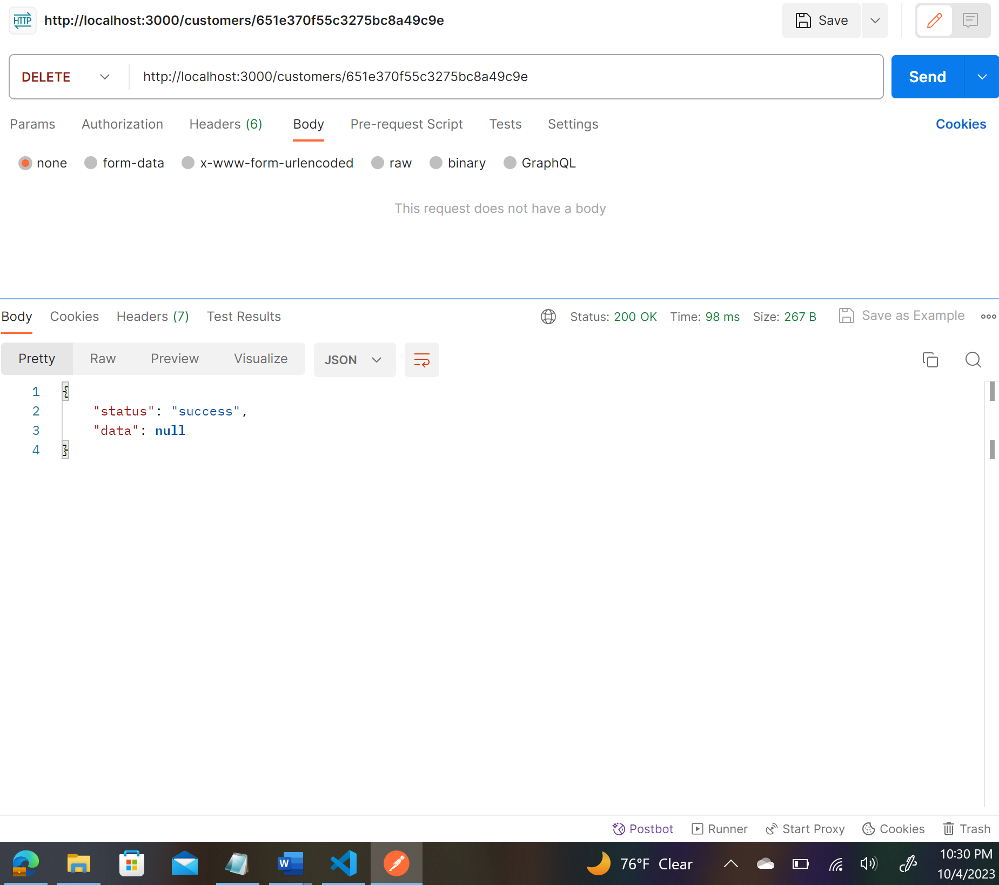 HTTP http://localhost:3000/customers/651e370f55c3275bc8a49c9e Save
DELETE http://localhost:3000/customers/651e370f55c3275bc8a49c9e Send
Params Authorization Headers (6) Body Pre-request Script Tests Settings Cookies
none form-data x-www-form-urlencoded raw binary GraphQL
This request does not have a body
Body Cookies Headers (7) Test Results Status: 200 OK Time: 98 ms Size: 267 B Save as Example
Pretty Raw Preview Visualize JSON
1 {
2 "status": "success",
3 "data": null
4 }
Postbot Runner Start Proxy Cookies Trash
W 76°F Clear 10:30 PM
10/4/2023